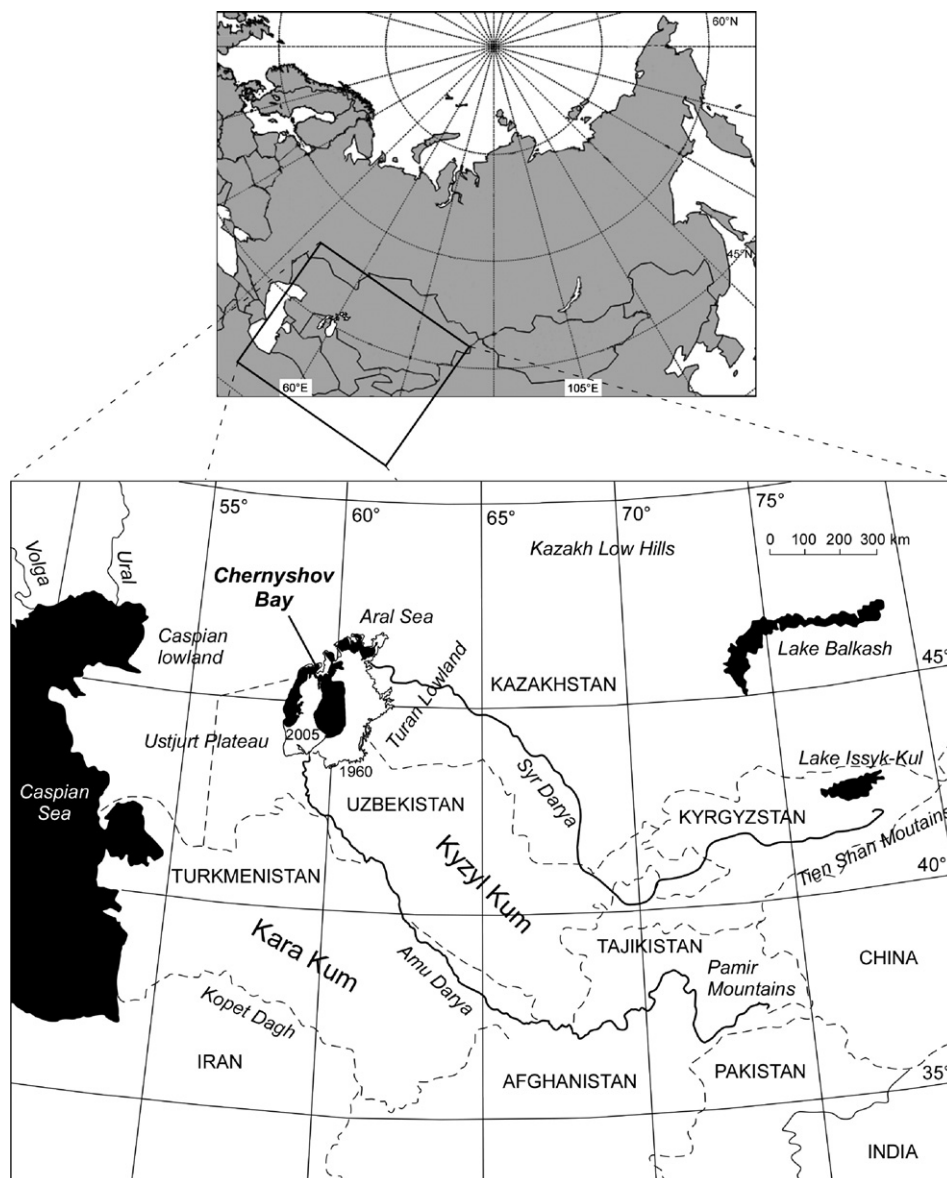 60°N
45°N
60°E
105°E
55°
60°
65°
70°
75°
Kazakh Low Hills
0 100 200 300 km
Volga
Ural
Chernyshov
Bay
Aral Sea
Caspian
lowland
Lake Balkash
45°
KAZAKHSTAN
Turan Lowland
Ustjurt Plateau
2005
1960
Syr Darya
Lake Issyk-Kul
Caspian
Sea
UZBEKISTAN
KYRGYZSTAN
Tien Shan Moutains
40°
TURKMENISTAN
Kyzyl Kum
Kara Kum
TAJIKISTAN
CHINA
Amu Darya
Pamir
Mountains
Kopet Dagh
IRAN
AFGHANISTAN
PAKISTAN
35°
INDIA